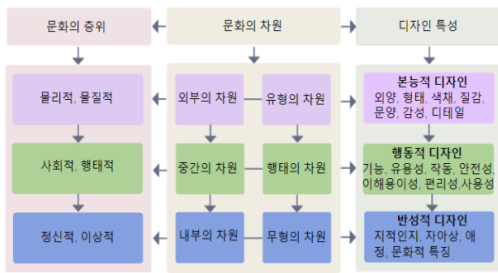 문화의 층위
문화의 차원
디자인 특성
물리적, 물질적
외부의 차원
유형의 차원
본능적 디자인
외양, 형태, 색채, 질감,
문양, 감성, 디테일
사회적, 행태적
중간의 차원
행태의 차원
행동적 디자인
기능, 유용성, 작동, 안전성,
이해용이성, 편리성,사용성
정신적, 이상적
내부의 차원
무형의 차원
반성적 디자인
지적인지, 자아상, 애
정, 문화적 특징